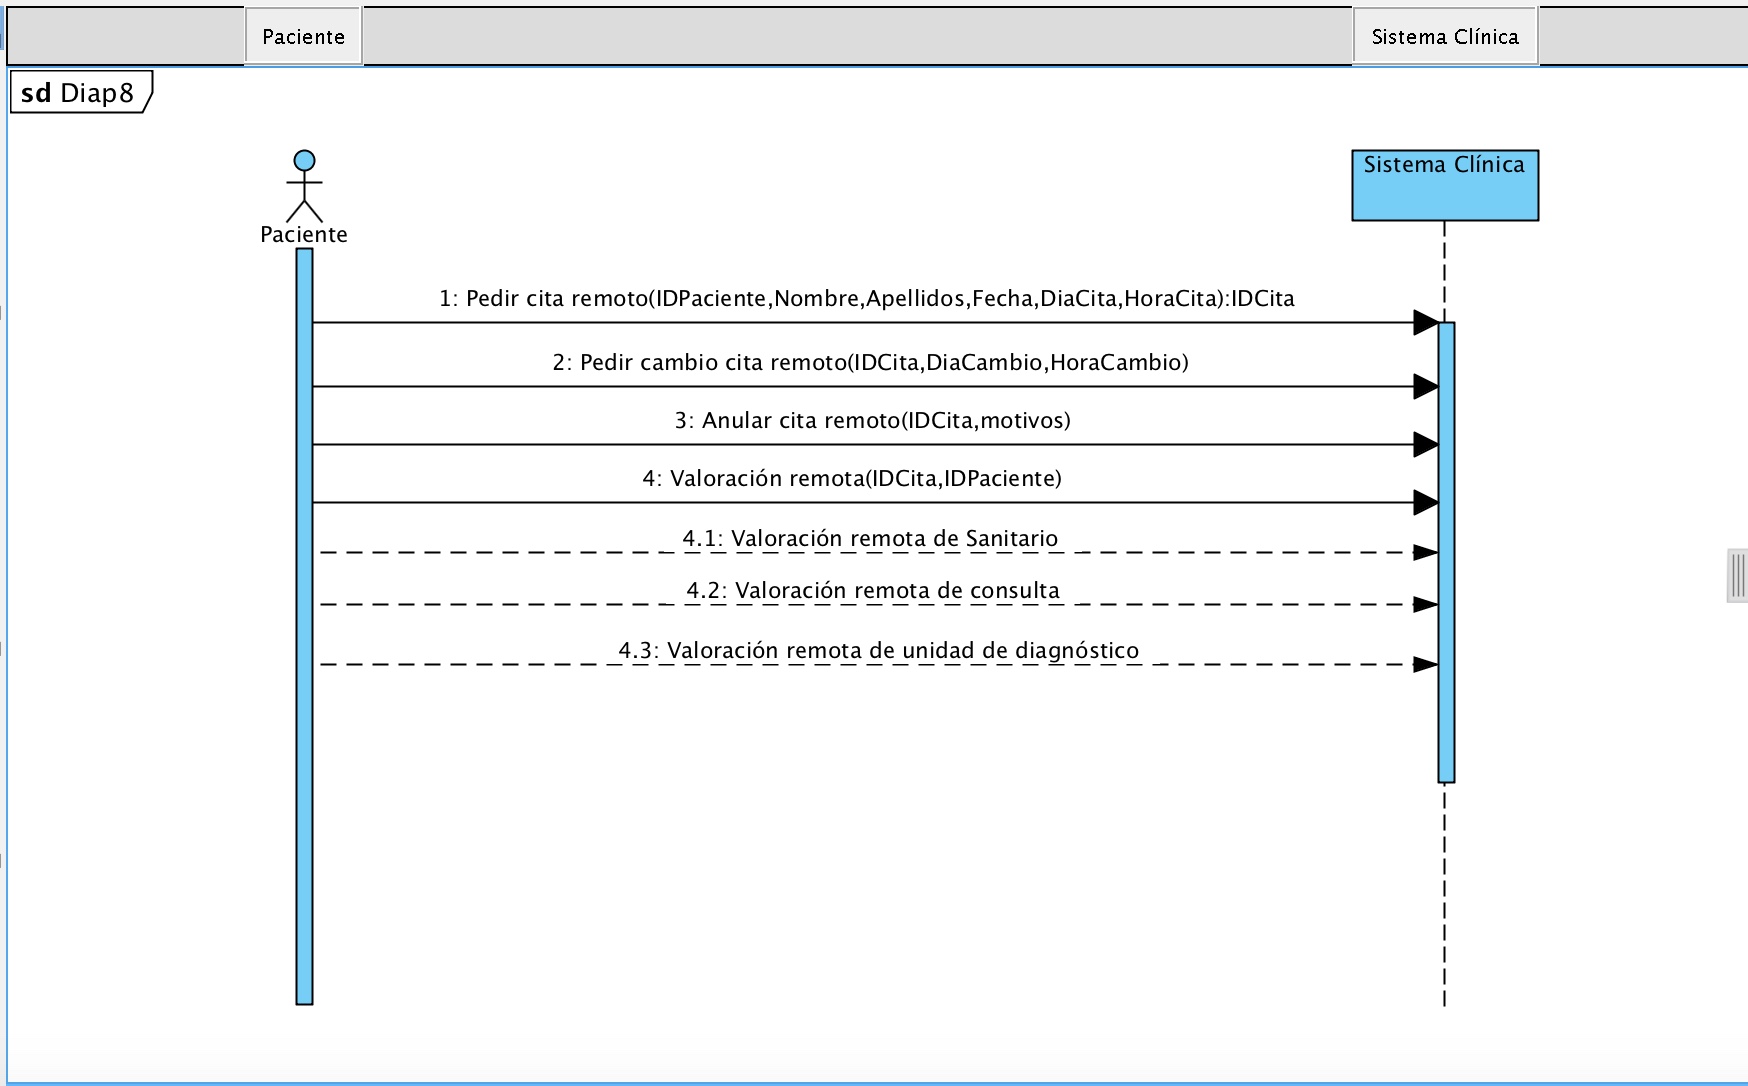 Paciente
Sistema Clínica
sd Diap8
Sistema Clínica
Paciente
1: Pedir cita remoto(IDPaciente,Nombre,Apellidos,Fecha,DiaCita,HoraCita):IDCita
2: Pedir cambio cita remoto(IDCita,DiaCambio,HoraCambio)
3: Anular cita remoto(IDCita,motivos)
4: Valoración remota(IDCita,IDPaciente)
4.1: Valoración remota de Sanitario
4.2: Valoración remota de consulta
4.3: Valoración remota de unidad de diagnóstico